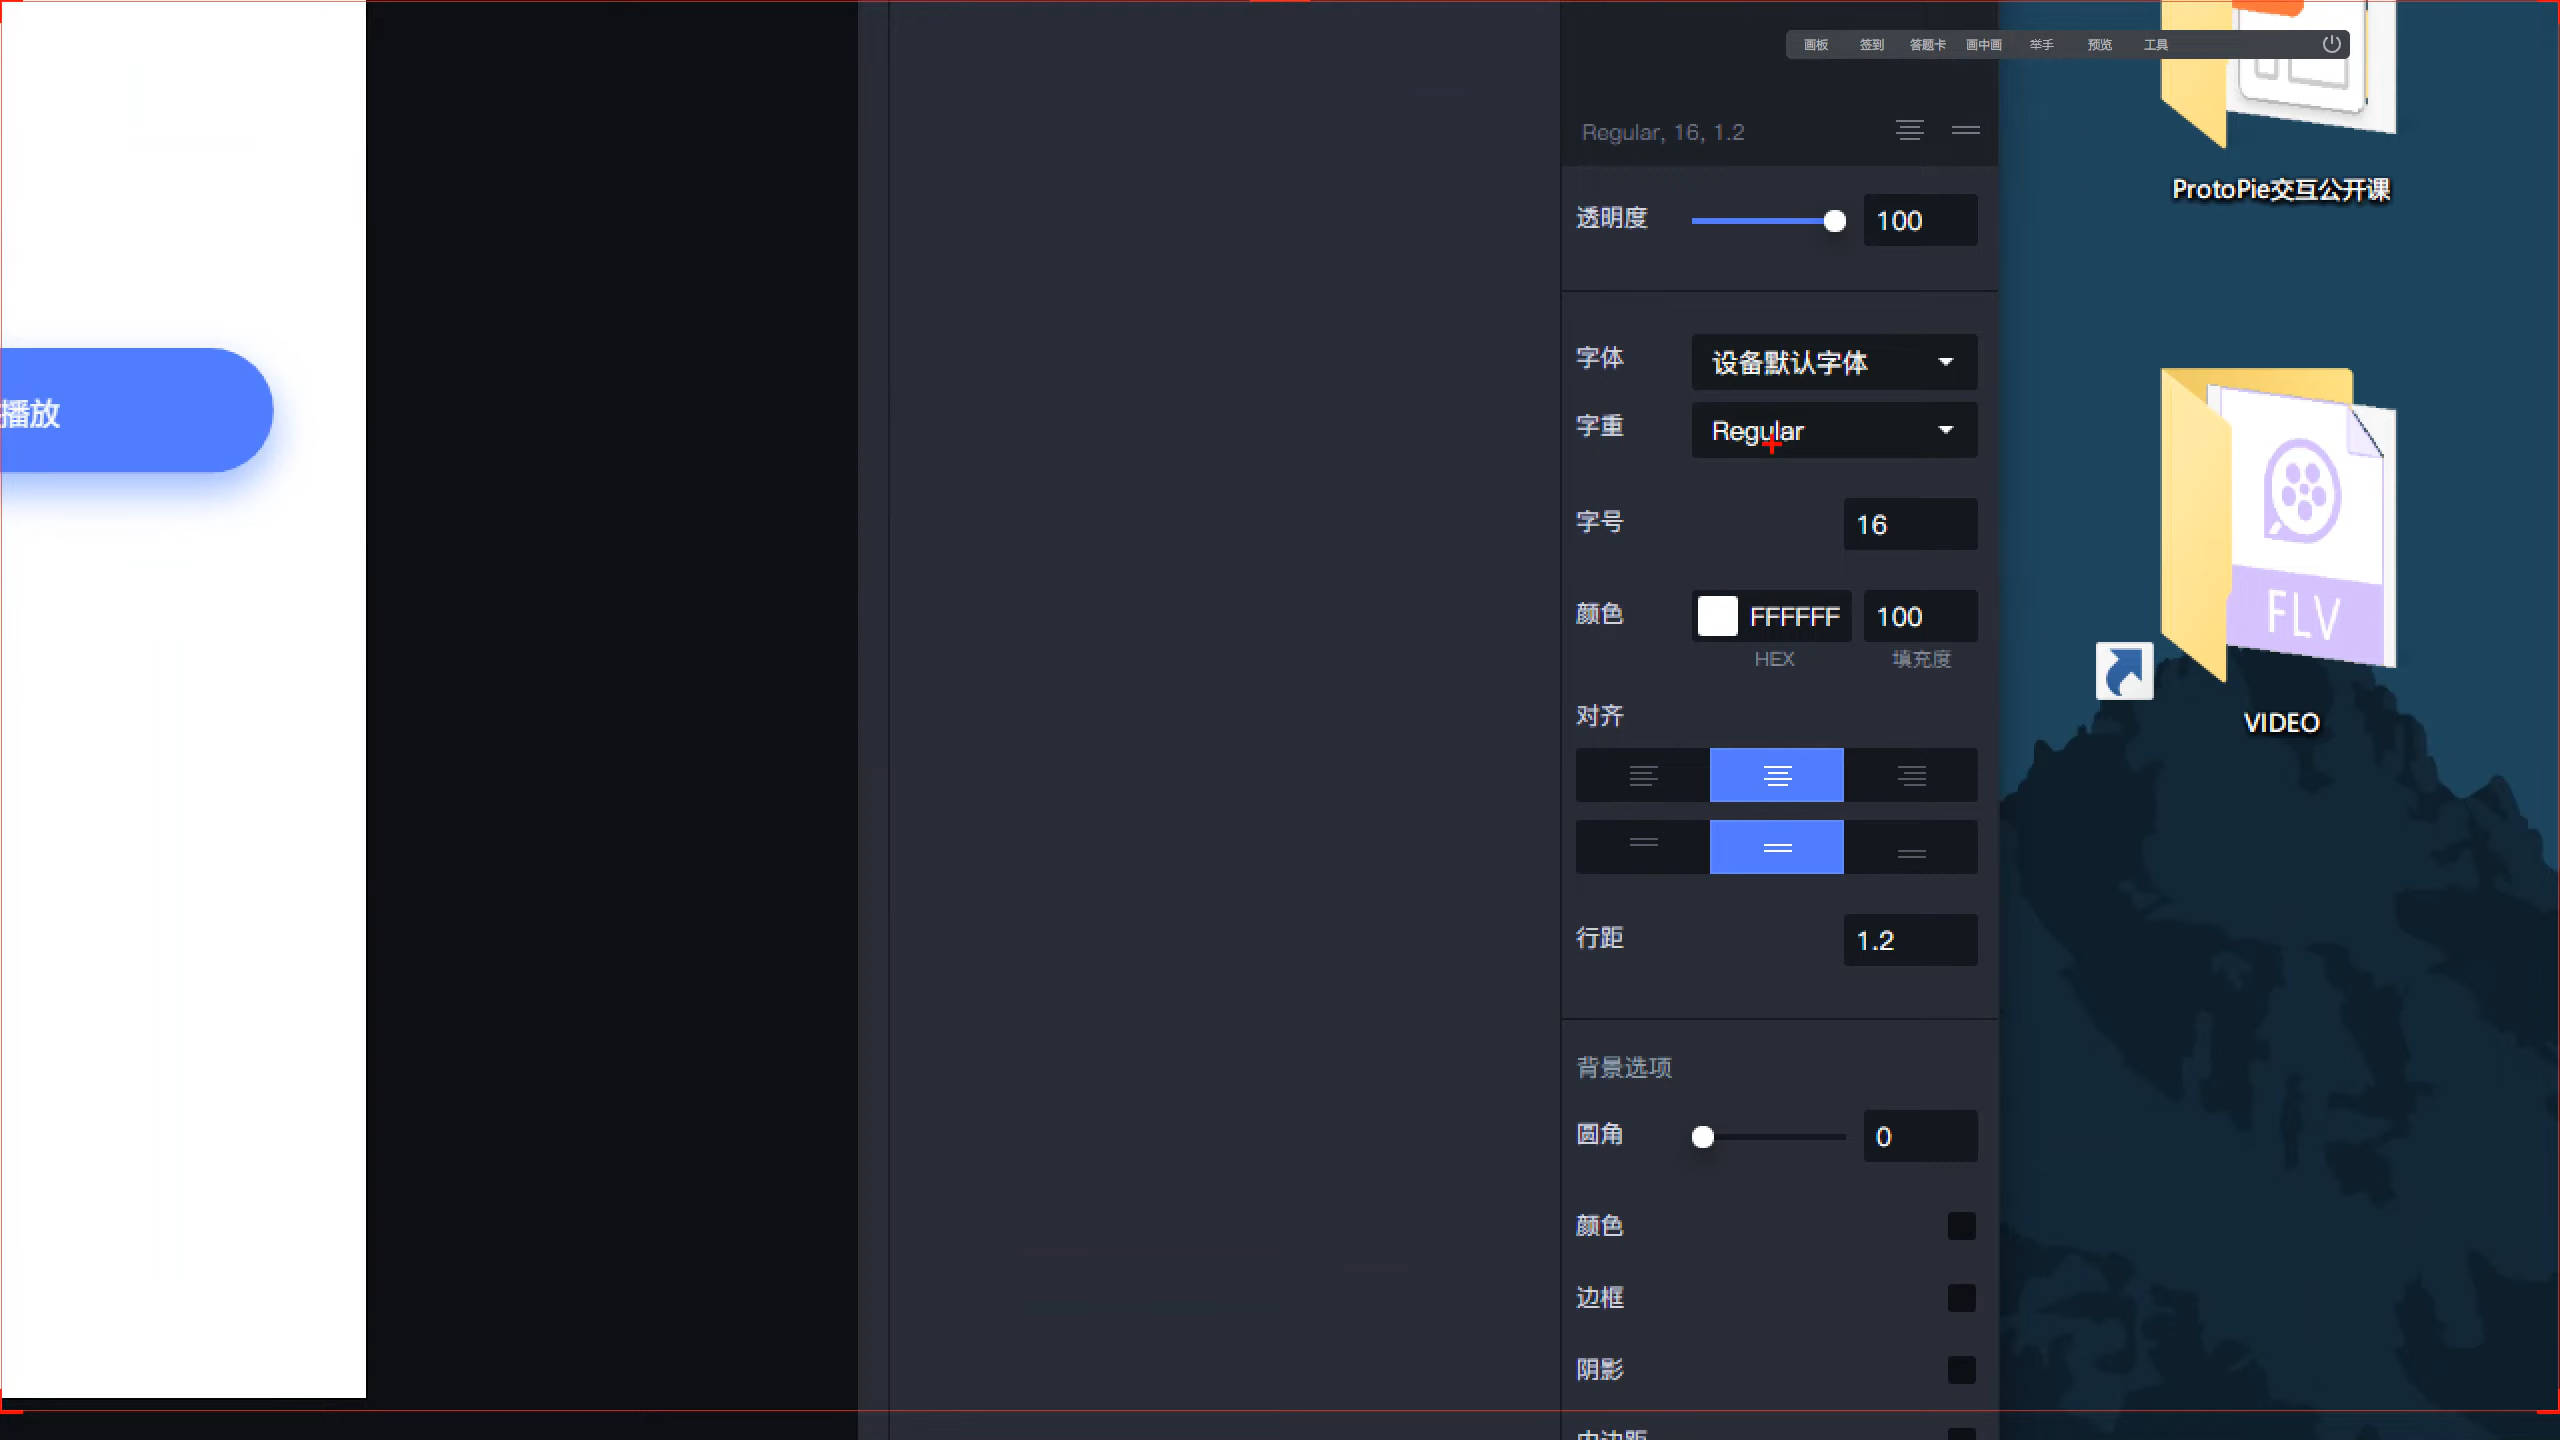 画板 签到 答题卡 画中画 举手 预览 工具
Regular, 16, 1.2
ProtoPie交互公开课
透明度 100
字体 设备默认字体
播放
字重 Regular
字号 16
FLV
颜色 FFFFFF 100
HEX 填充度
对齐
VIDEO
行距 1.2
背景选项
圆角 0
颜色
边框
阴影